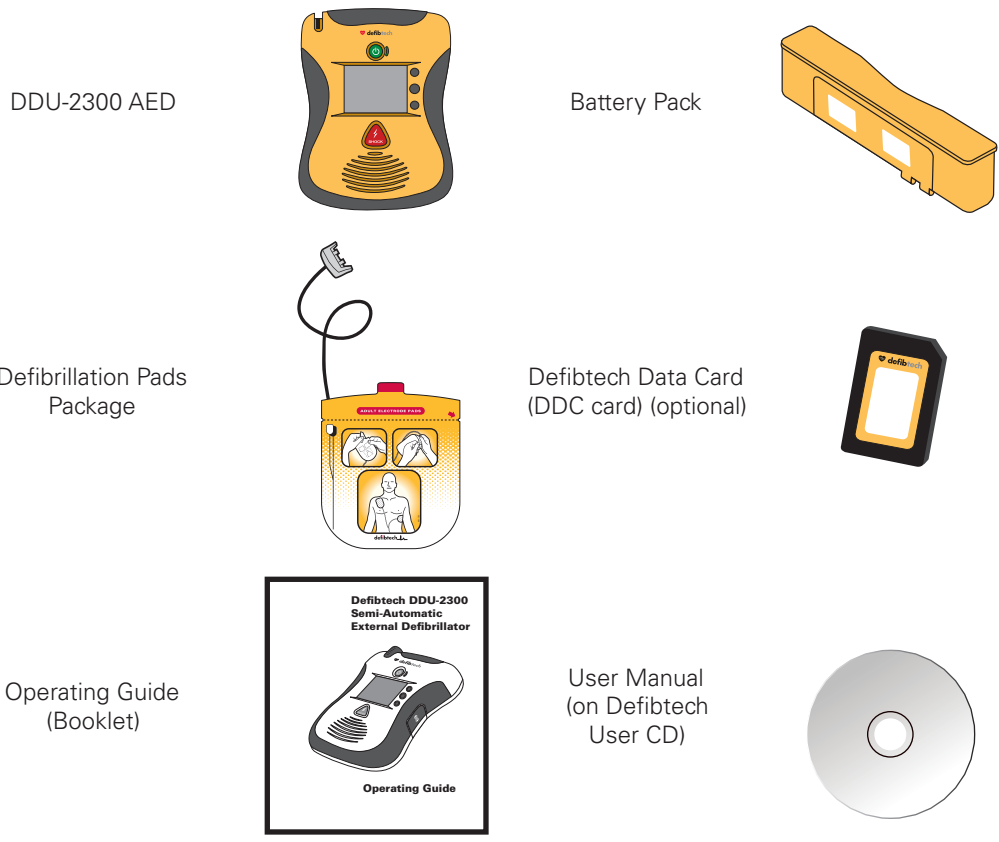 DDU-2300 AED
defibtech
SHOCK
Battery Pack
Defibrillation Pads
Package
ADULT ELECTRODE PADS
defibtech
Defibtech Data Card
(DDC card) (optional)
defibtech
Operating Guide
(Booklet)
Defibtech DDU-2300
Semi-Automatic
External Defibrillator
defibtech
Operating Guide
User Manual
(on Defibtech
User CD)